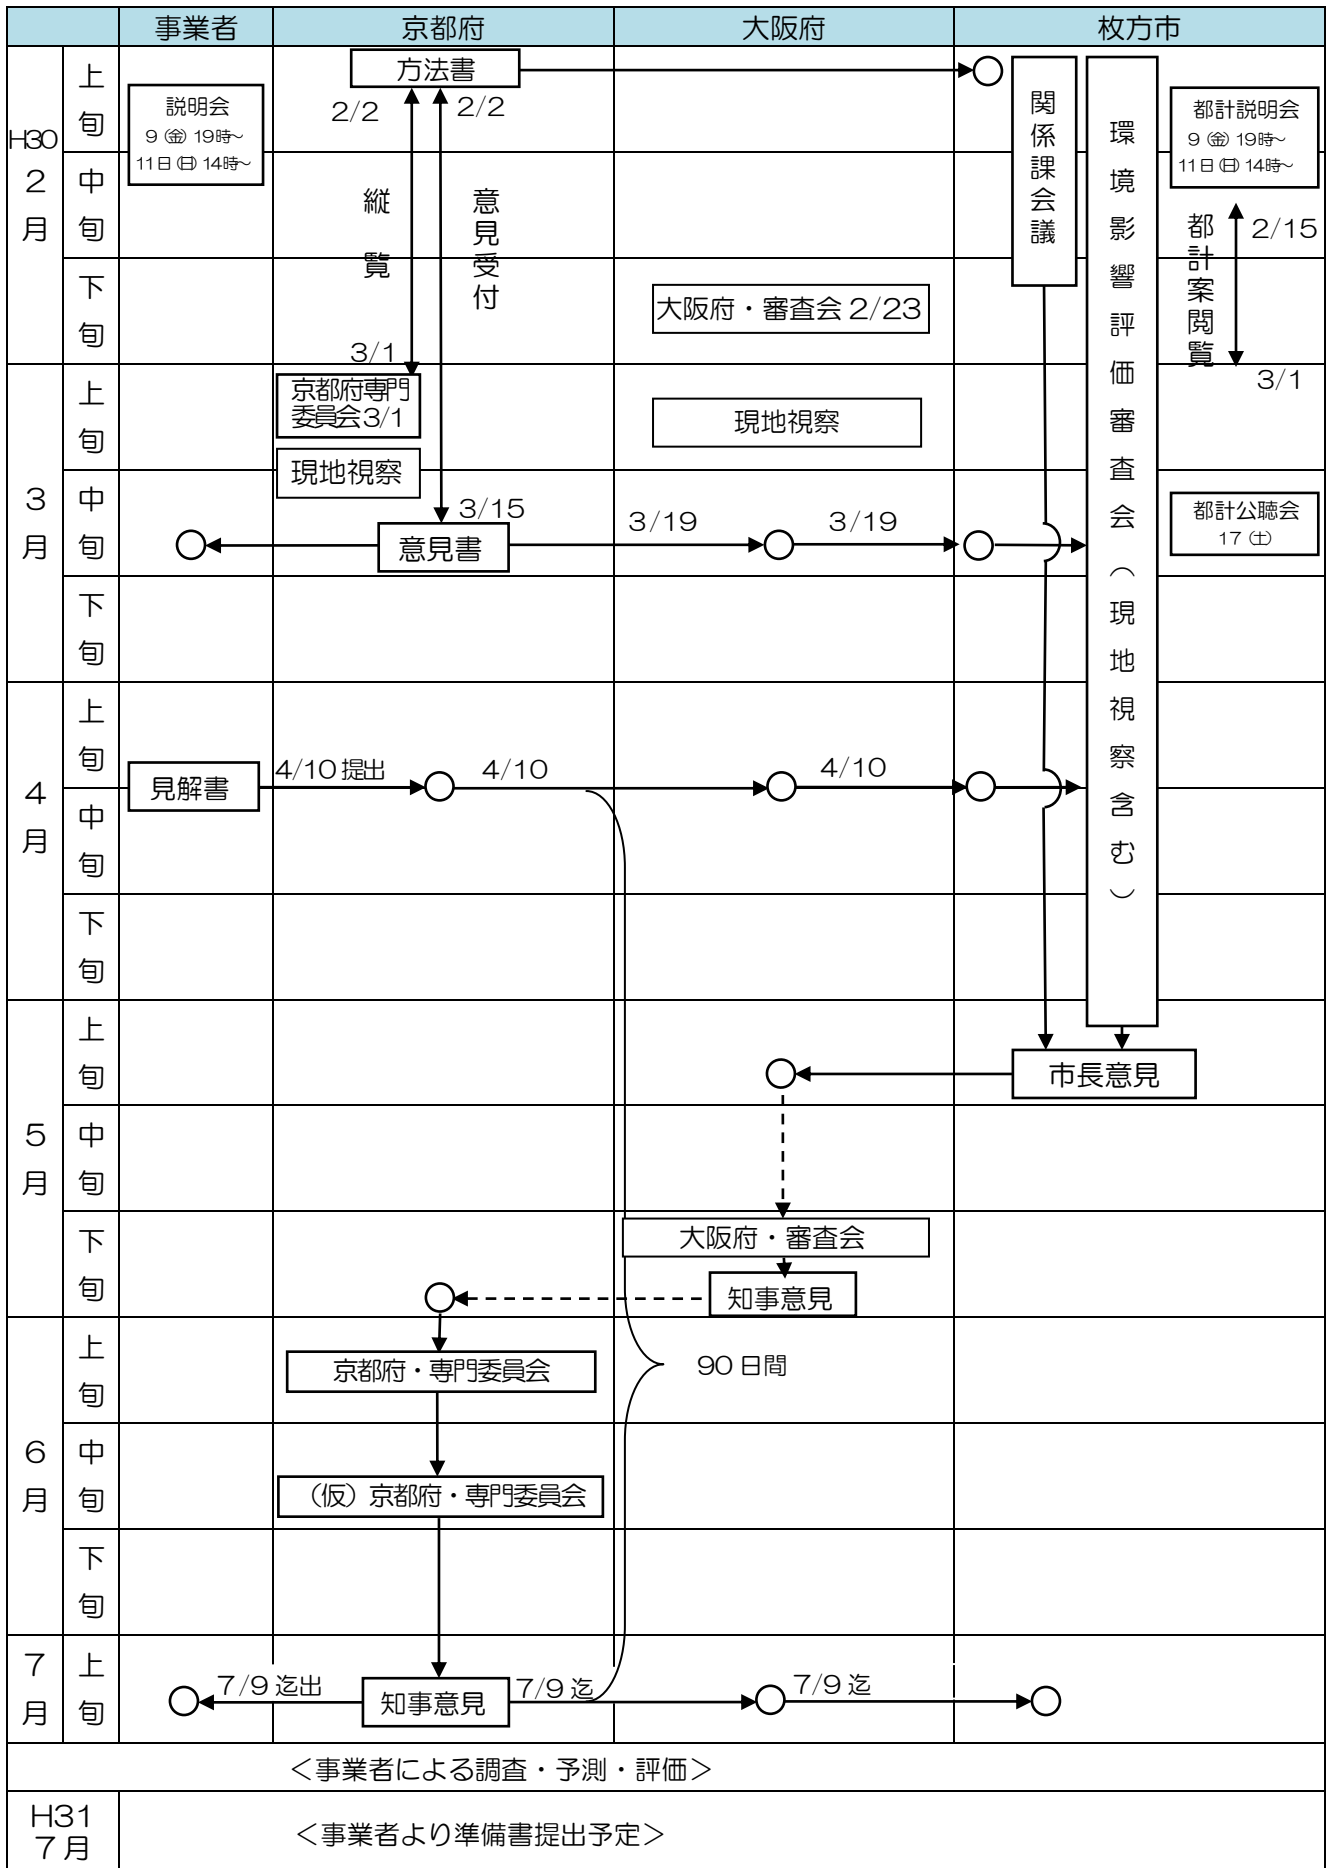 事業者
京都府
大阪府
枚方市
H30
2
月
上
旬
方法書
説明会
9㈮19時~
11日㈰14時~
2/2
2/2
関係課会議
環境影響評価審査会（現地視察含む）
都計説明会
9㈮19時~
11日㈰14時~
中
旬
縦覧
意見受付
都計案閲覧
2/15
下
旬
大阪府・審査会 2/23
3/1
3
月
上
旬
京都府専門
委員会3/1
現地視察
3/1
現地視察
中
旬
3/15
意見書
3/19
3/19
都計公聴会
17㈯
下
旬
4
月
上
旬
見解書
4/10 提出
4/10
4/10
中
旬
下
旬
5
月
上
旬
市長意見
中
旬
下
旬
大阪府・審査会
知事意見
6
月
上
旬
京都府・専門委員会
90 日間
中
旬
（仮）京都府・専門委員会
下
旬
7
月
上
旬
7/9 迄出
知事意見
7/9 迄
7/9 迄
＜事業者による調査・予測・評価＞
H31
7月
＜事業者より準備書提出予定＞